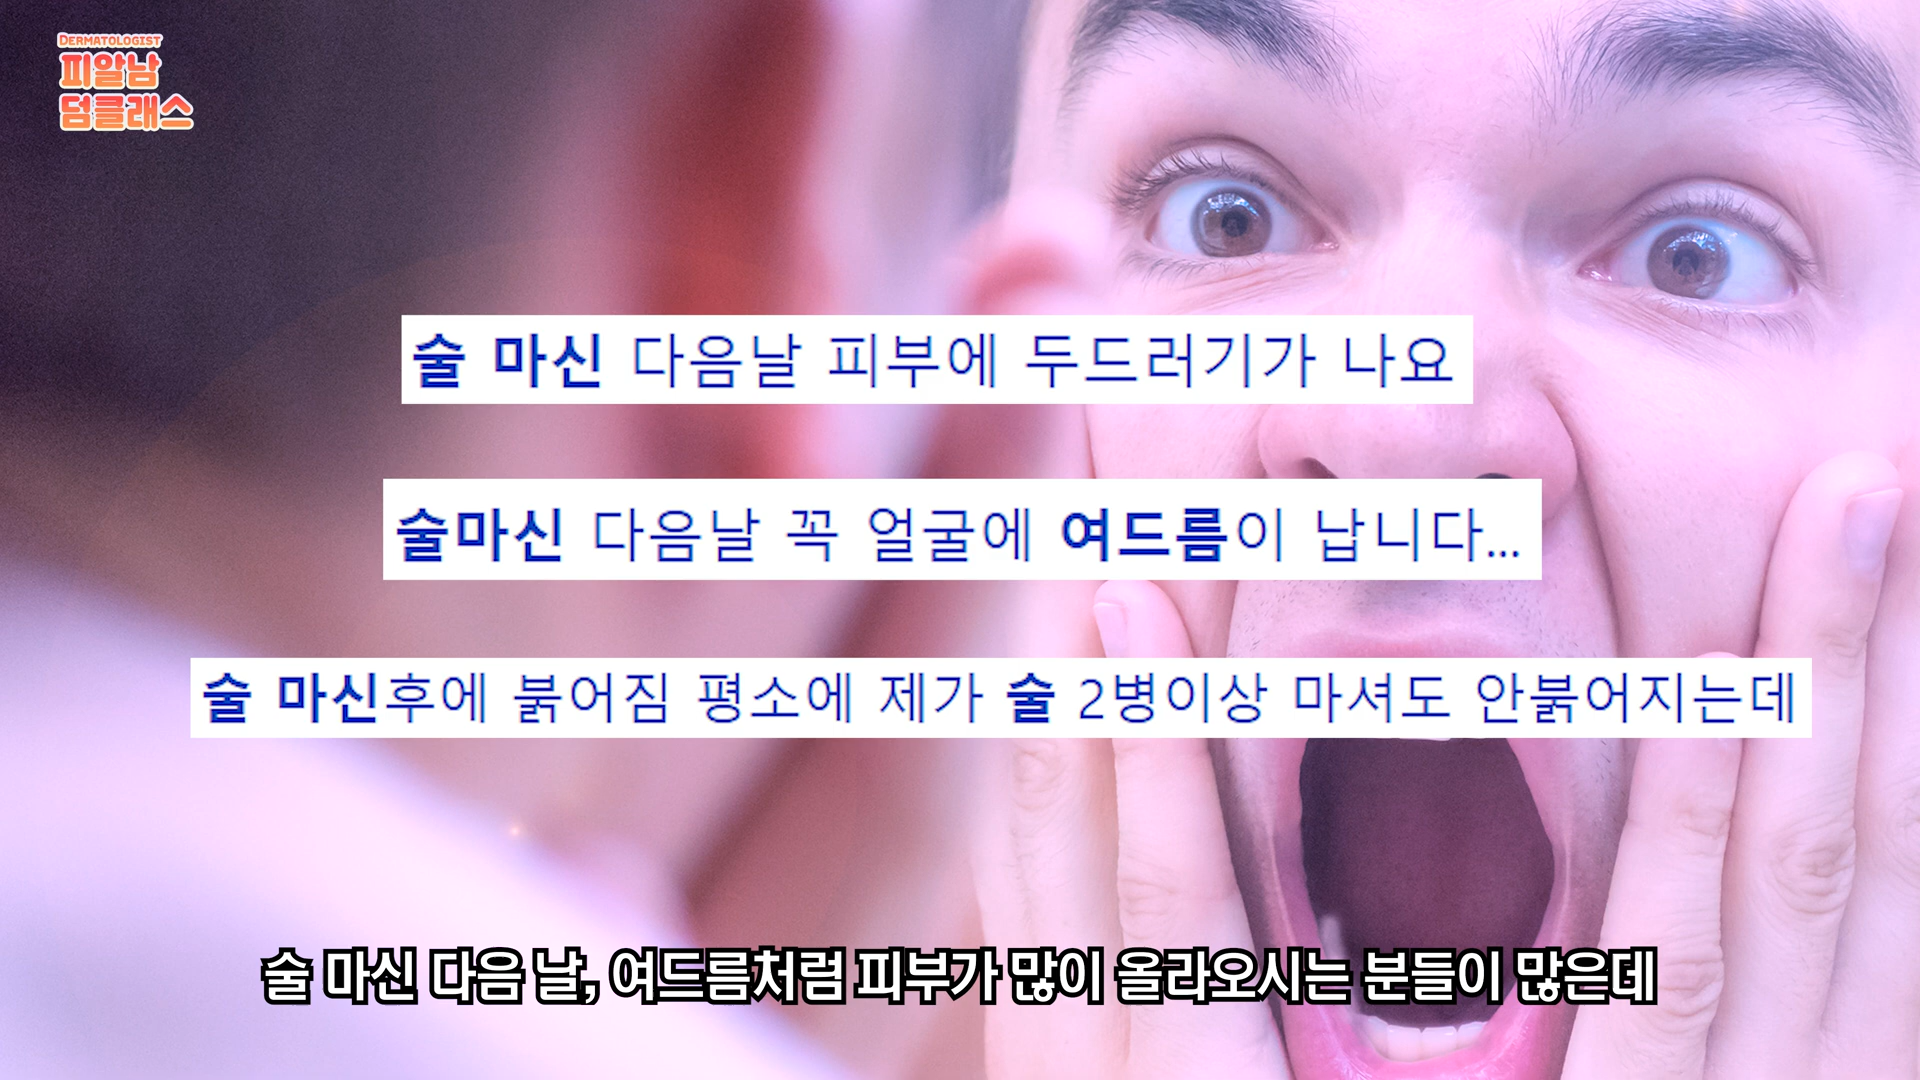 DERMATOLOGIST
피알남
덤클래스
술 마신 다음날 피부에 두드러기가 나요
술마신 다음날 꼭 얼굴에 여드름이 납니다...
술 마신후에 붉어짐 평소에 제가 술 2병이상 마셔도 안붉어지는데
술 마신 다음 날, 여드름처럼 피부가 많이 올라오시는 분들이 많은데